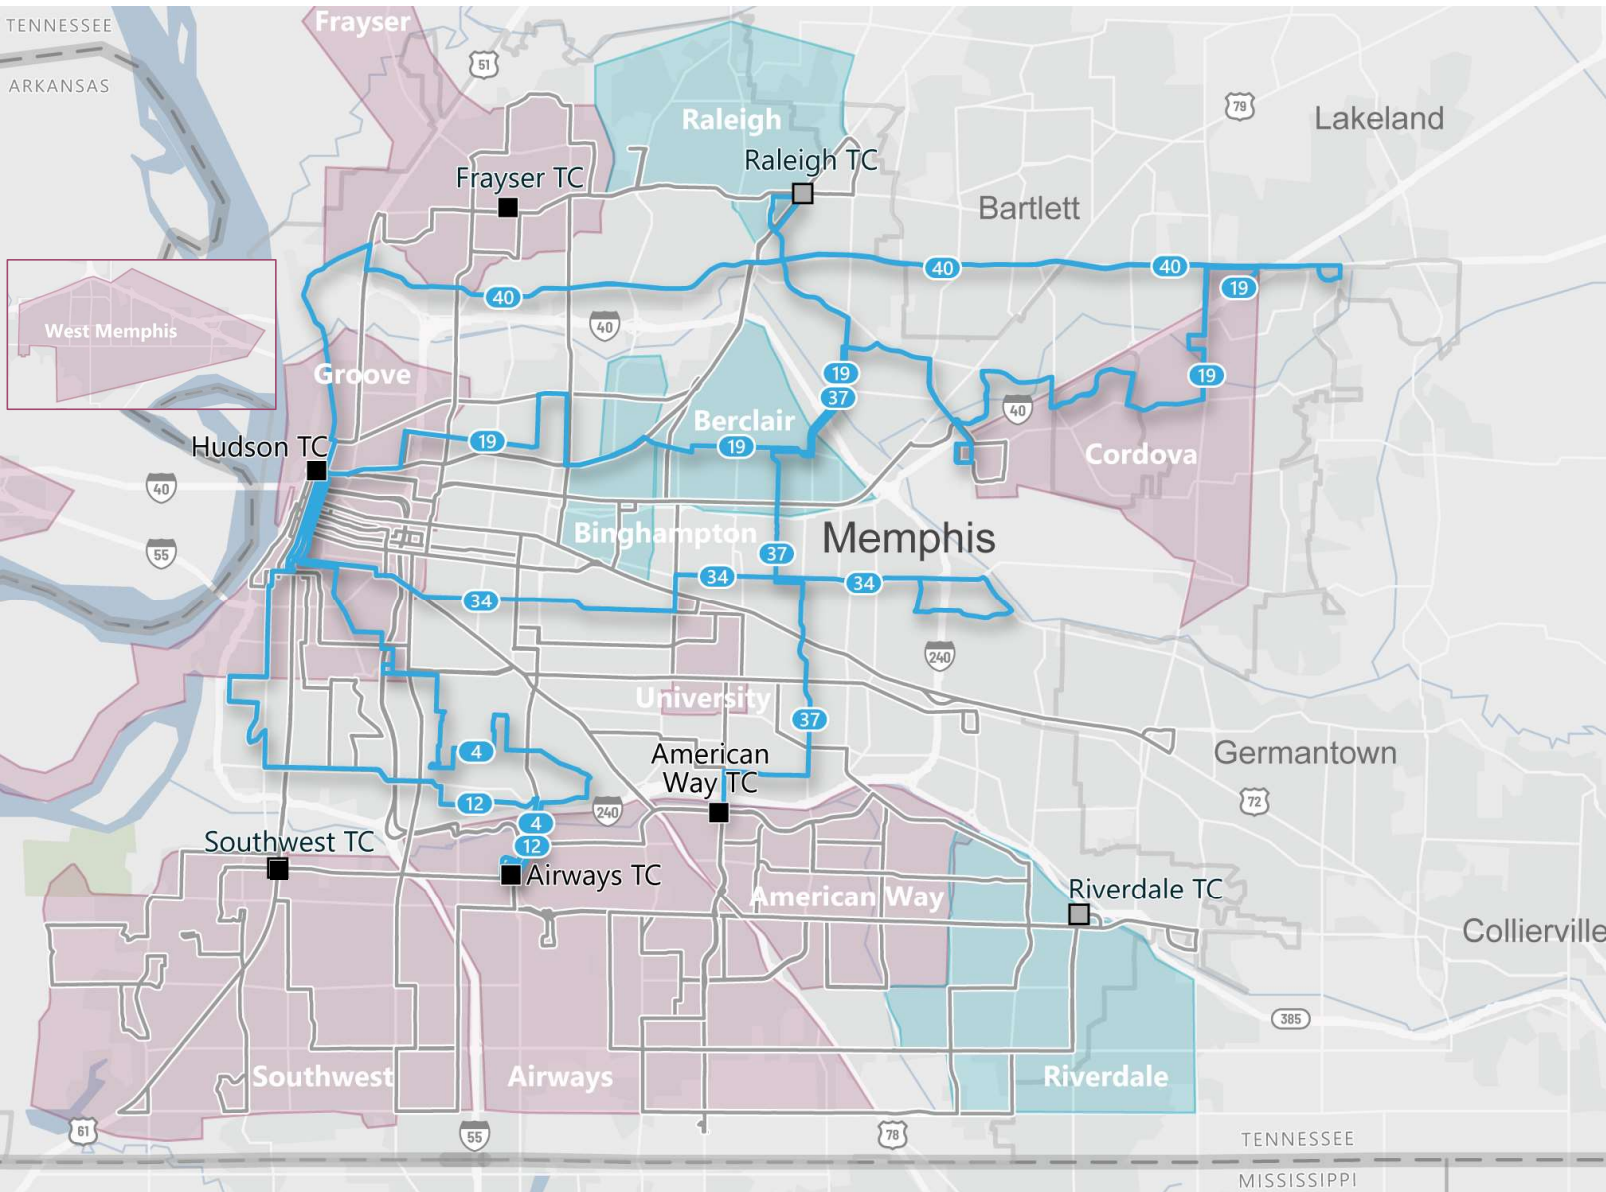 TENNESSEE
Frayser
51
ARKANSAS
79
Lakeland
Raleigh
Raleigh TC
Frayser TC
Bartlett
40
40
19
40
40
West Memphis
Groove
19
19
37
40
Berclair
19
19
Hudson TC
Cordova
40
Binghampton
Memphis
55
37
34
34
34
240
University
37
4
American
Way TC
Germantown
12
240
72
4
Southwest TC
12
Airways TC
American Way
Riverdale TC
Collierville
385
Southwest
Airways
Riverdale
61
55
78
TENNESSEE
MISSISSIPPI